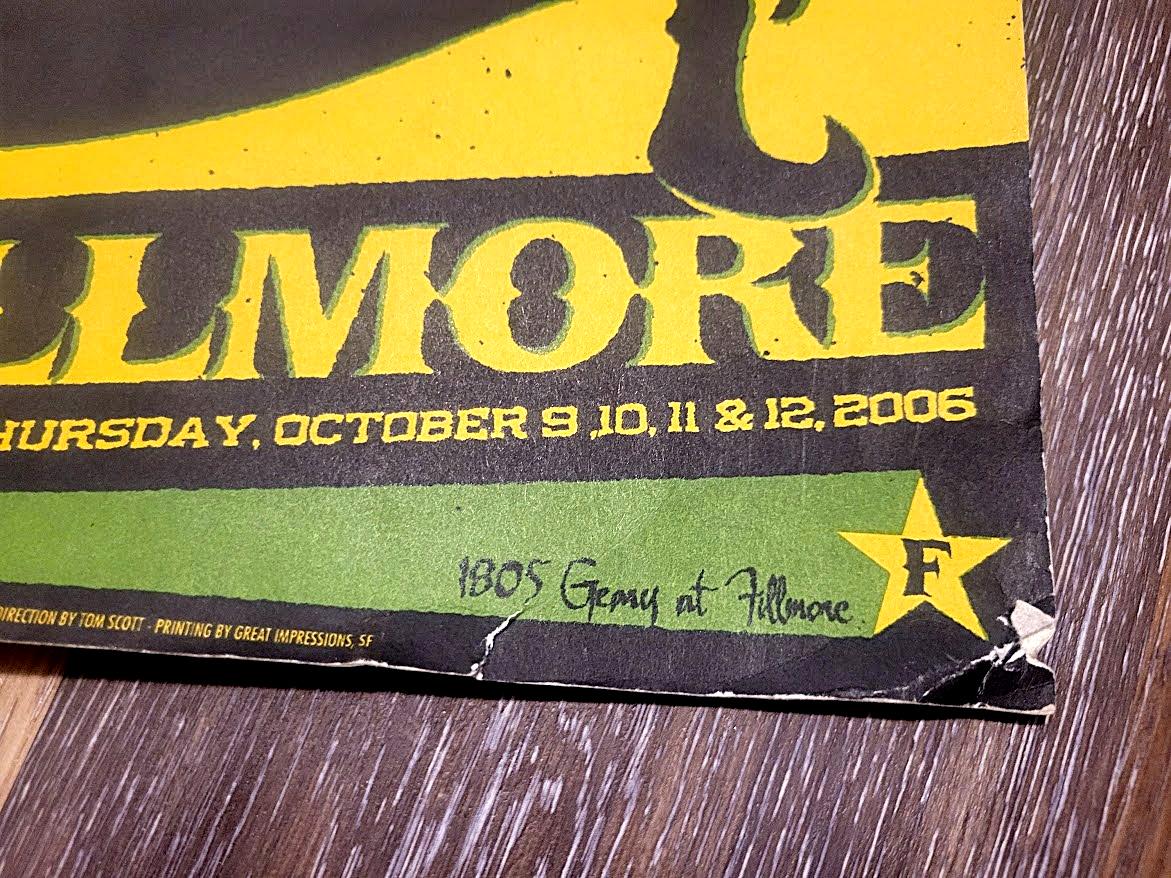 LLMORE
HURSDAY, OCTOBER 9 ,10, 11 & 12, 2006
F
1805 Geary at Fillmore.
DIRECTION BY TOM SCOTT - PRINTING BY GREAT IMPRESSIONS, SF